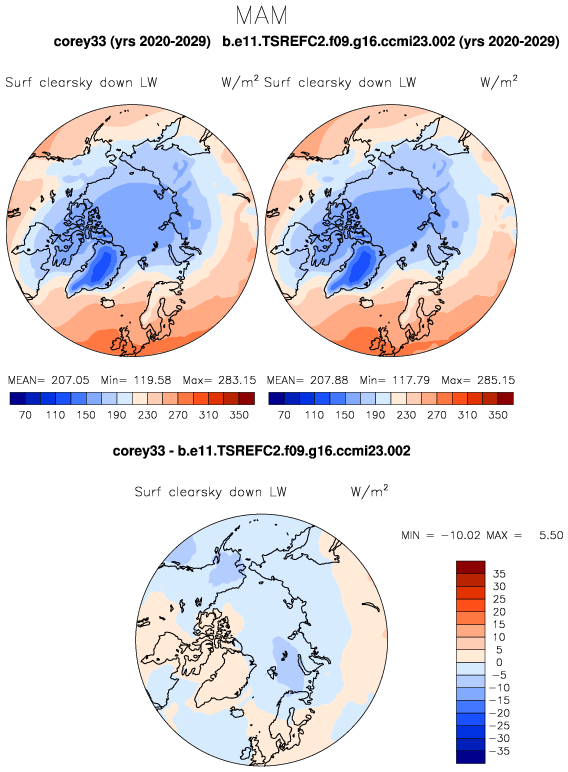 MAM
corey33 (yrs 2020-2029) b.e11.TSREFC2.f09.g16.ccmi23.002 (yrs 2020-2029)
Surf clearsky down LW W/m² Surf clearsky down LW W/m²
MEAN= 207.05 Min= 119.58 Max= 283.15 MEAN= 207.88 Min= 117.79 Max= 285.15
70 110 150 190 230 270 310 350 70 110 150 190 230 270 310 350
corey33 - b.e11.TSREFC2.f09.g16.ccmi23.002
Surf clearsky down LW W/m²
MIN = -10.02 MAX = 5.50
35
30
25
20
15
10
5
0
-5
-10
-15
-20
-25
-30
-35